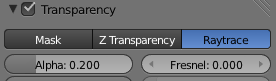 Transparency
Mask Z Transparency Raytrace
Alpha: 0.200 Fresnel: 0.000